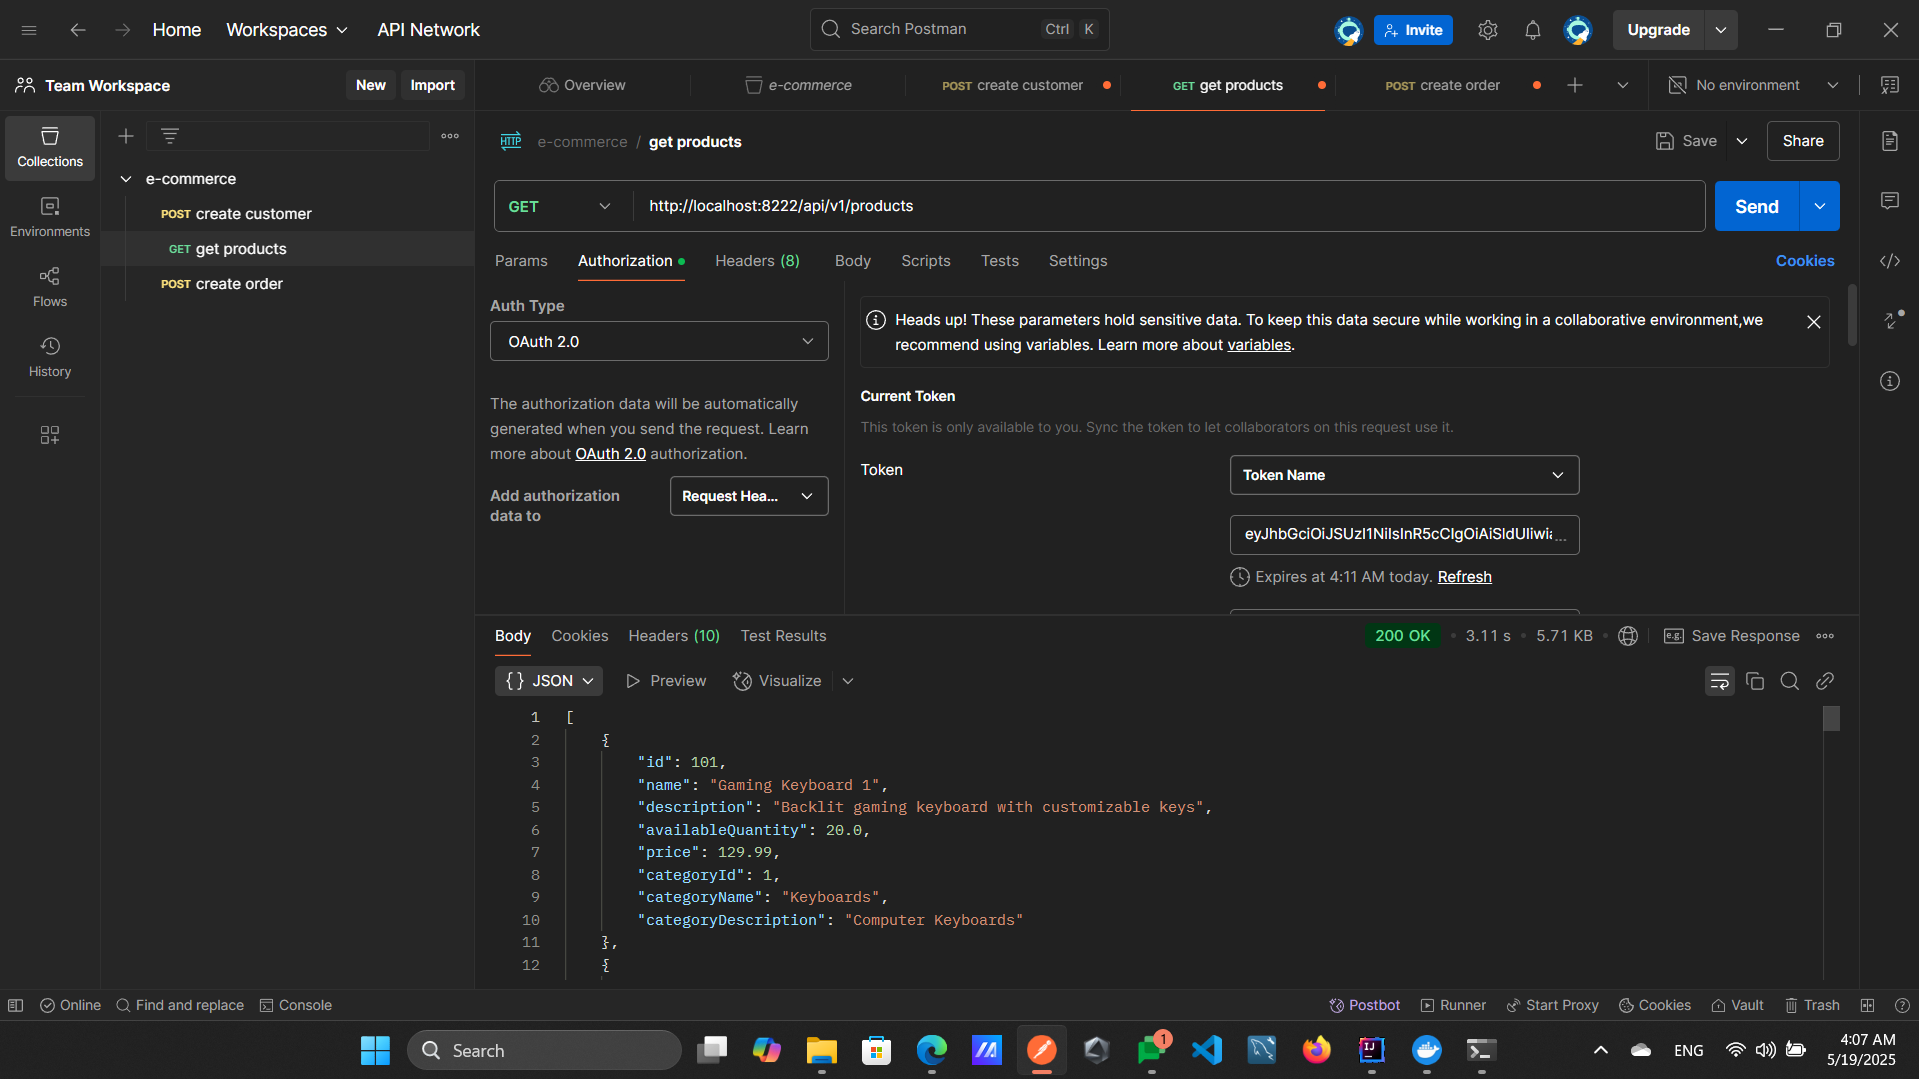 Home Workspaces API Network
Search Postman Ctrl K
Invite Upgrade
Team Workspace New Import
Overview e-commerce POST create customer GET get products POST create order No environment
Collections
Environments
Flows
History
e-commerce
POST create customer
GET get products
POST create order
HTTP e-commerce / get products Save Share
GET http://localhost:8222/api/v1/products Send
Params Authorization Headers (8) Body Scripts Tests Settings Cookies
Auth Type
OAuth 2.0
The authorization data will be automatically
generated when you send the request. Learn
more about OAuth 2.0 authorization.
Add authorization
data to
Request Hea...
Heads up! These parameters hold sensitive data. To keep this data secure while working in a collaborative environment,we
recommend using variables. Learn more about variables.
Current Token
This token is only available to you. Sync the token to let collaborators on this request use it.
Token Token Name
eyJhbGciOiJSUzI1NiIsInR5cCIgOiAiSldUIiwia...
Expires at 4:11 AM today. Refresh
Body Cookies Headers (10) Test Results 200 OK • 3.11 s • 5.71 KB • e.g. Save Response
{} JSON Preview Visualize
1 [
2 {
3 "id": 101,
4 "name": "Gaming Keyboard 1",
5 "description": "Backlit gaming keyboard with customizable keys",
6 "availableQuantity": 20.0,
7 "price": 129.99,
8 "categoryId": 1,
9 "categoryName": "Keyboards",
10 "categoryDescription": "Computer Keyboards"
11 },
12 {
Online Find and replace Console Postbot Runner Start Proxy Cookies Vault Trash
Search 1 ENG 4:07 AM
5/19/2025